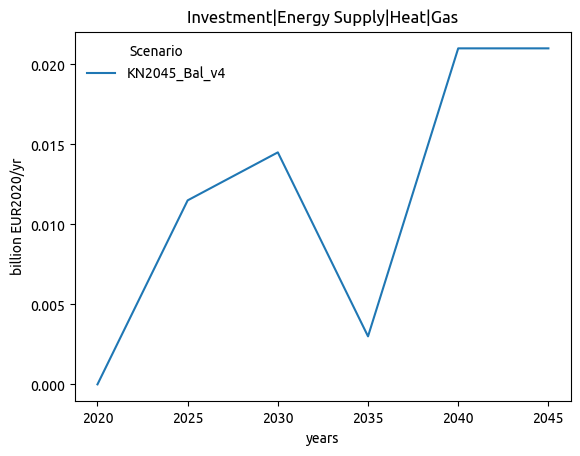 Investment|Energy Supply|Heat|Gas
Scenario
KN2045_Bal_v4
billion EUR2020/yr
0.020
0.015
0.010
0.005
0.000
2020 2025 2030 2035 2040 2045
years